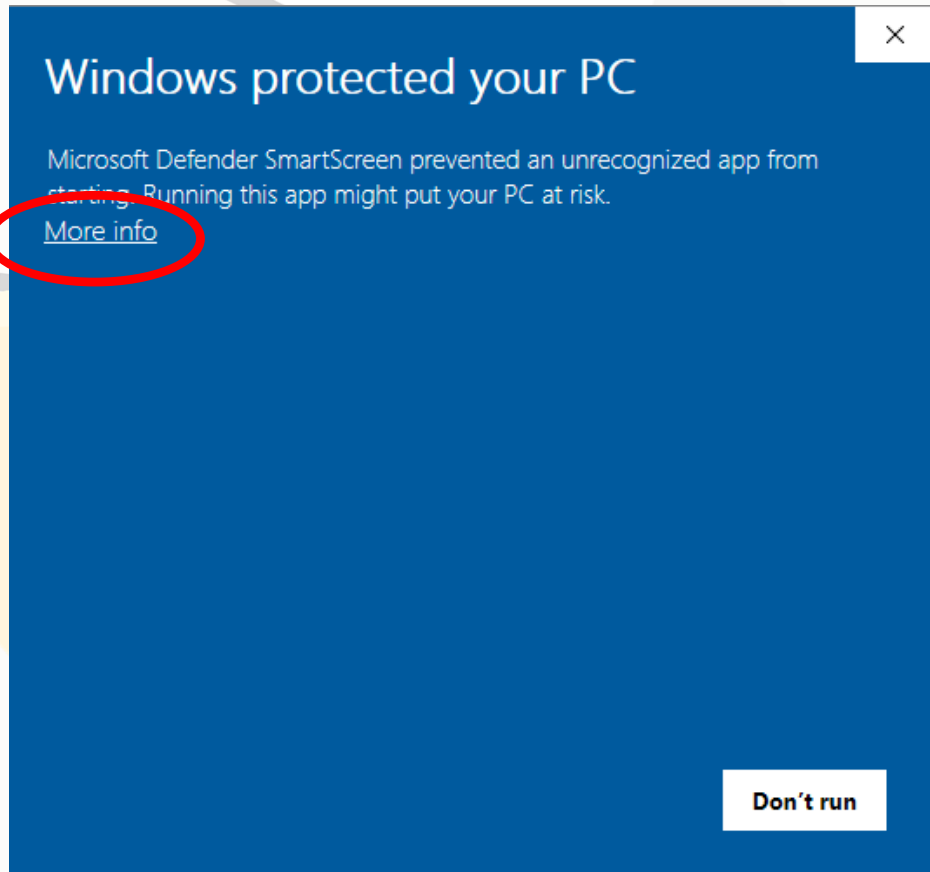 Windows protected your PC
Microsoft Defender SmartScreen prevented an unrecognized app from
starting. Running this app might put your PC at risk.
More info
Don't run